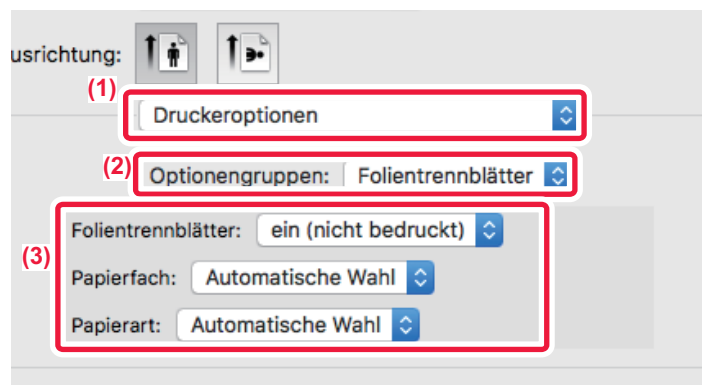 usrichtung:
(1)
Druckeroptionen
(2)
Optionengruppen: Folientrennblätter
(3)
Folientrennblätter: ein (nicht bedruckt)
Papierfach: Automatische Wahl
Papierart: Automatische Wahl